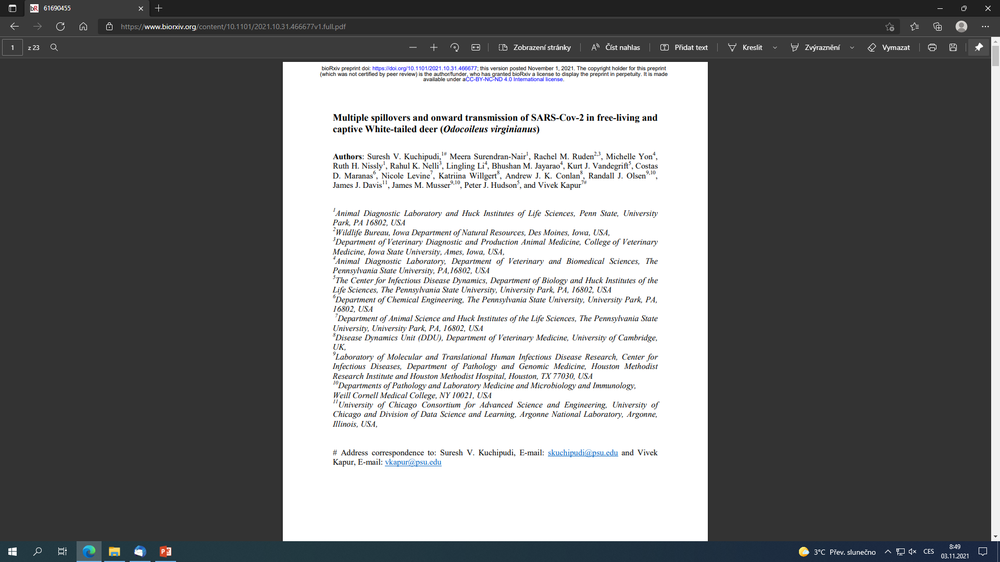 61690455
https://www.biorxiv.org/content/10.1101/2021.10.31.466677v1.full.pdf
1 z 23 Zobrazení stránky Číst nahlas Přidat text Kreslit Zvýraznění Vymazat
bioRxiv preprint doi: https://doi.org/10.1101/2021.10.31.466677; this version posted November 1, 2021. The copyright holder for this preprint
(which was not certified by peer review) is the author/funder, who has granted bioRxiv a license to display the preprint in perpetuity. It is made
available under aCC-BY-NC-ND 4.0 International license.
Multiple spillovers and onward transmission of SARS-Cov-2 in free-living and
captive White-tailed deer (Odocoileus virginianus)
Authors: Suresh V. Kuchipudi,1# Meera Surendran-Nair1, Rachel M. Ruden2,3, Michelle Yon4,
Ruth H. Nissly1, Rahul K. Nelli3, Lingling Li4, Bhushan M. Jayarao4, Kurt J. Vandegrift5, Costas
D. Maranas6, Nicole Levine7, Katriina Willgert8, Andrew J. K. Conlan8, Randall J. Olsen9,10,
James J. Davis11, James M. Musser9,10, Peter J. Hudson5, and Vivek Kapur7#
1Animal Diagnostic Laboratory and Huck Institutes of Life Sciences, Penn State, University
Park, PA 16802, USA
2Wildlife Bureau, Iowa Department of Natural Resources, Des Moines, Iowa, USA,
3Department of Veterinary Diagnostic and Production Animal Medicine, College of Veterinary
Medicine, Iowa State University, Ames, Iowa, USA,
4Animal Diagnostic Laboratory, Department of Veterinary and Biomedical Sciences, The
Pennsylvania State University, PA,16802, USA
5The Center for Infectious Disease Dynamics, Department of Biology and Huck Institutes of the
Life Sciences, The Pennsylvania State University, University Park, PA, 16802, USA
6Department of Chemical Engineering, The Pennsylvania State University, University Park, PA,
16802, USA
7Department of Animal Science and Huck Institutes of the Life Sciences, The Pennsylvania State
University, University Park, PA, 16802, USA
8Disease Dynamics Unit (DDU), Department of Veterinary Medicine, University of Cambridge,
UK,
9Laboratory of Molecular and Translational Human Infectious Disease Research, Center for
Infectious Diseases, Department of Pathology and Genomic Medicine, Houston Methodist
Research Institute and Houston Methodist Hospital, Houston, TX 77030, USA
10Departments of Pathology and Laboratory Medicine and Microbiology and Immunology,
Weill Cornell Medical College, NY 10021, USA
11University of Chicago Consortium for Advanced Science and Engineering, University of
Chicago and Division of Data Science and Learning, Argonne National Laboratory, Argonne,
Illinois, USA,
# Address correspondence to: Suresh V. Kuchipudi, E-mail: skuchipudi@psu.edu and Vivek
Kapur, E-mail: vkapur@psu.edu
3°C Přev. slunečno CES 8:49
03.11.2021